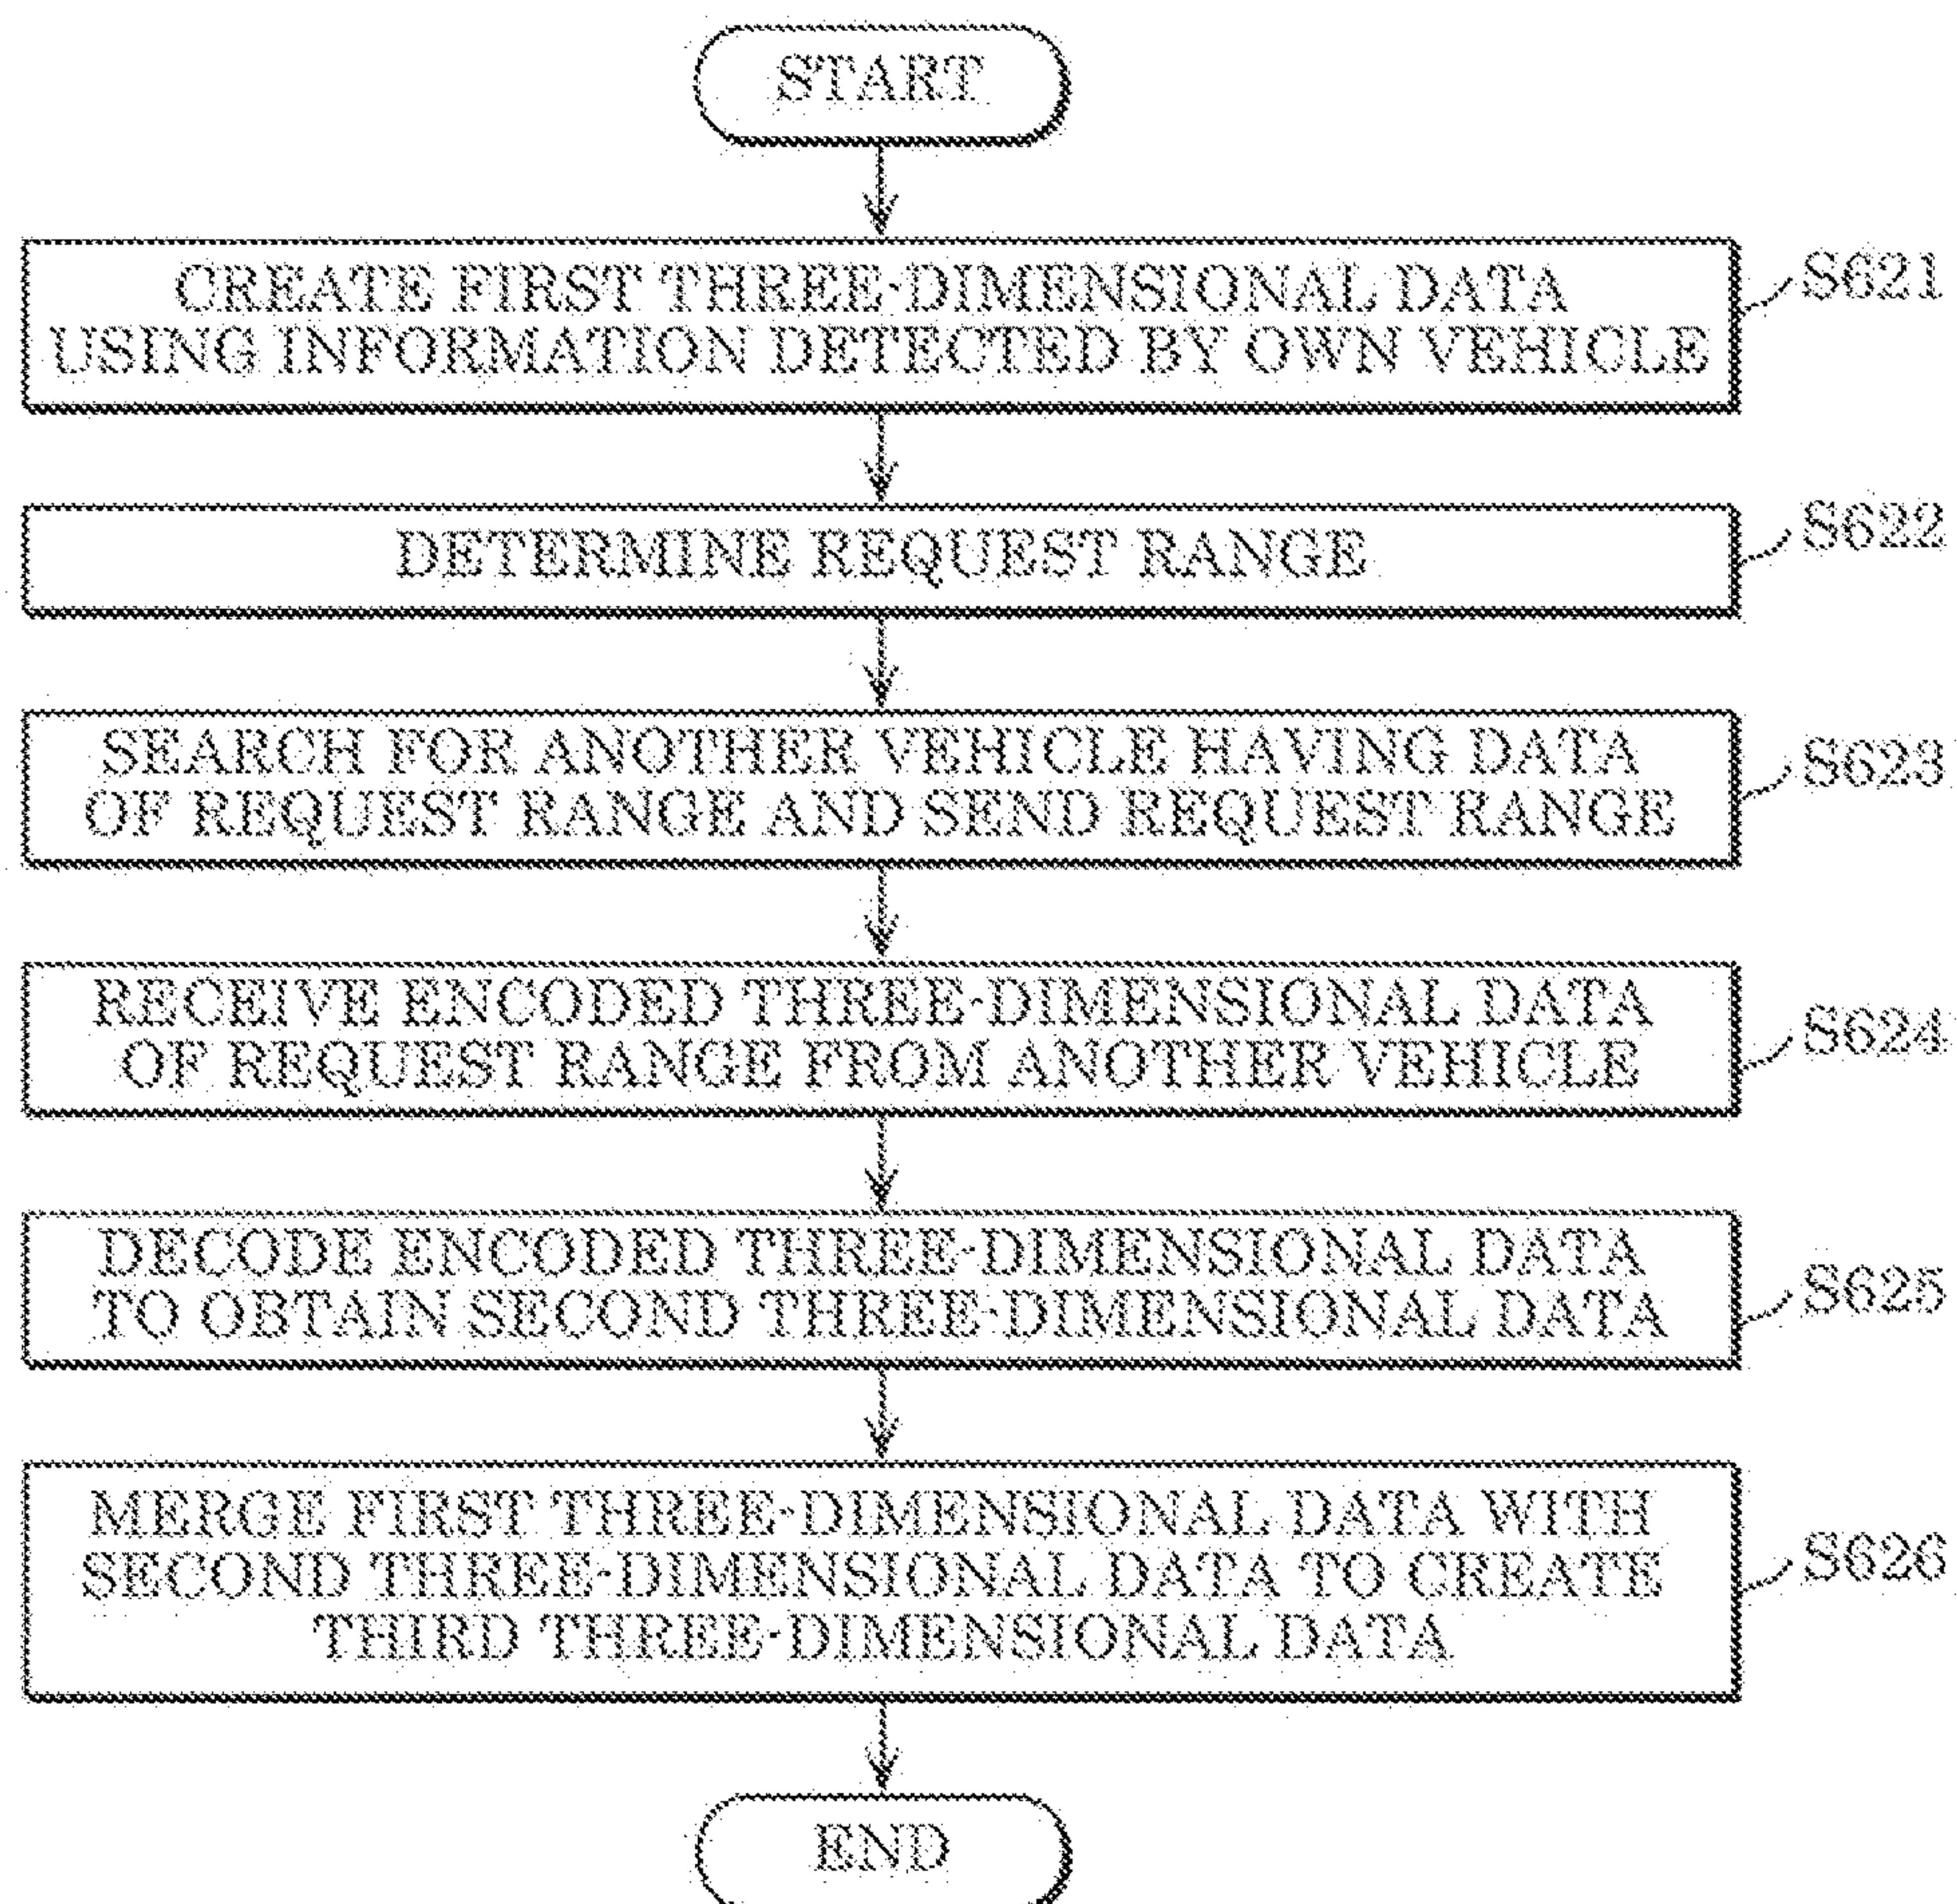 START
CREATE FIRST THREE-DIMENSIONAL DATA
USING INFORMATION DETECTED BY OWN VEHICLE
S621
DETERMINE REQUEST RANGE
S622
SEARCH FOR ANOTHER VEHICLE HAVING DATA
OF REQUEST RANGE AND SEND REQUEST RANGE
S623
RECEIVE ENCODED THREE-DIMENSIONAL DATA
OF REQUEST RANGE FROM ANOTHER VEHICLE
S624
DECODE ENCODED THREE-DIMENSIONAL DATA
TO OBTAIN SECOND THREE-DIMENSIONAL DATA
S625
MERGE FIRST THREE-DIMENSIONAL DATA WITH
SECOND THREE-DIMENSIONAL DATA TO CREATE
THIRD THREE-DIMENSIONAL DATA
S626
END